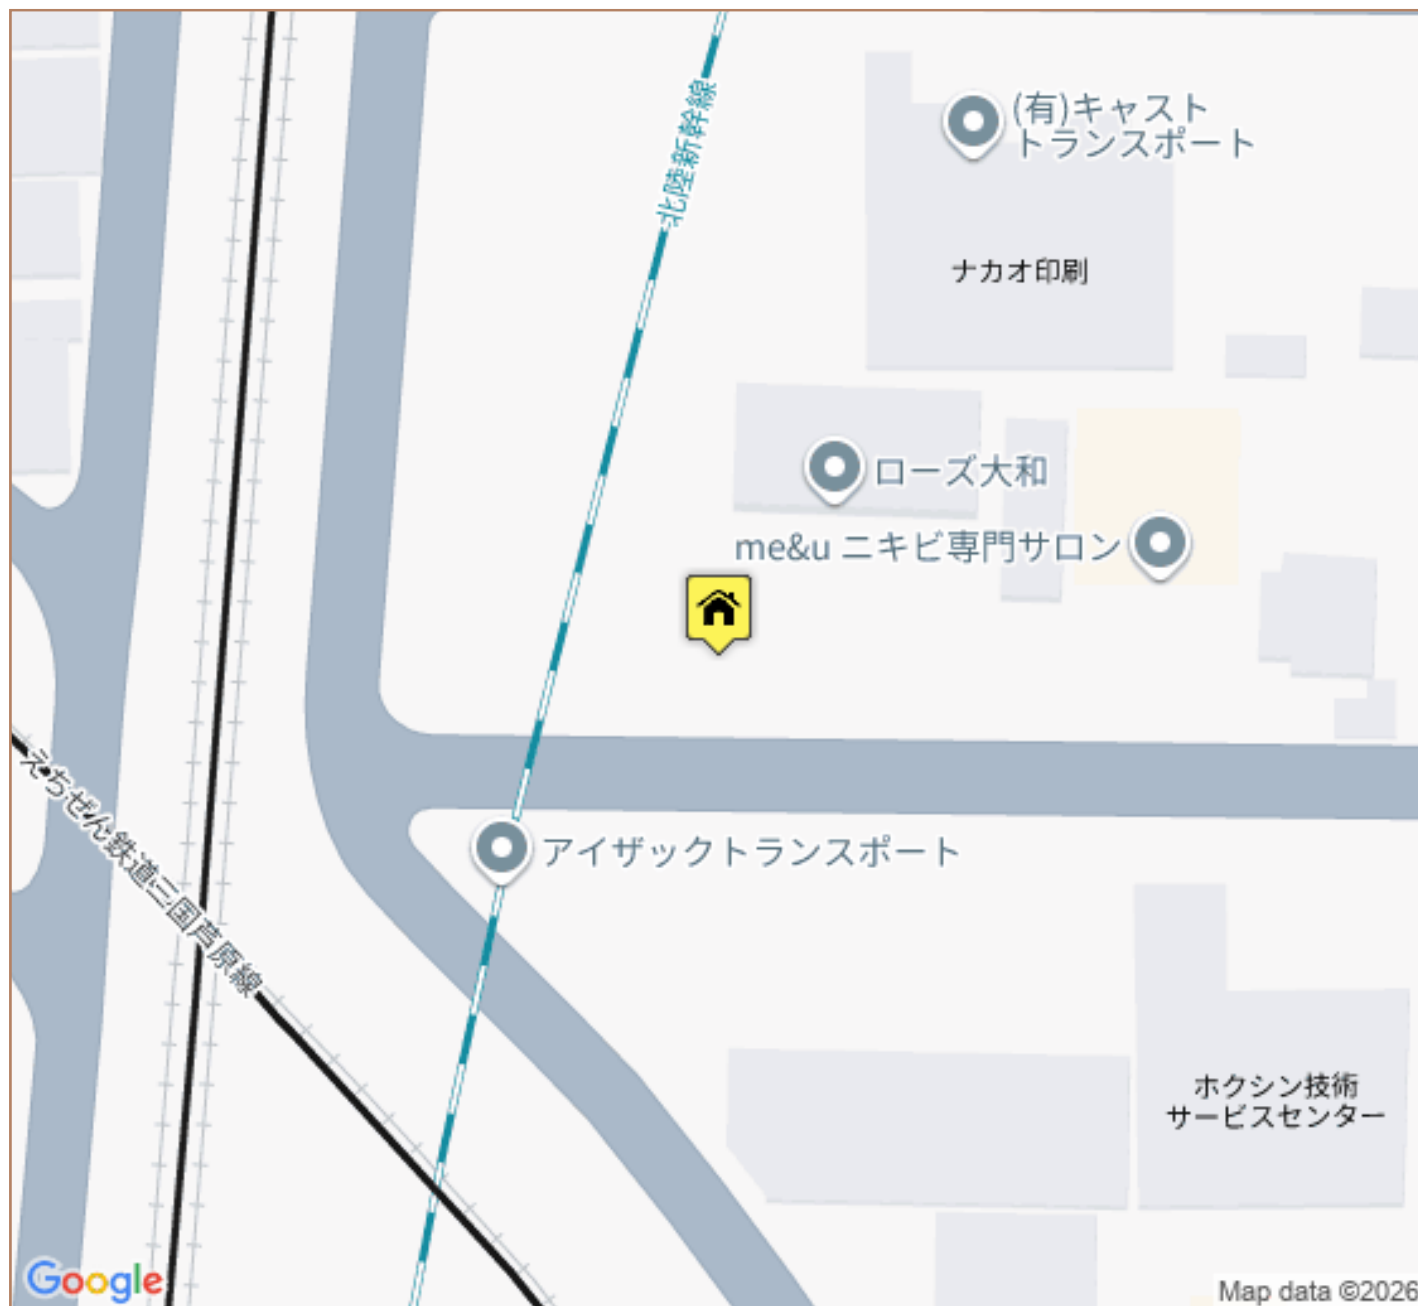 北陸新幹線
(有)キャスト
トランスポート
ナカオ印刷
ローズ大和
me&u ニキビ専門サロン
えちぜん鉄道三国芦原線
アイザックトランスポート
ホクシン技術
サービスセンター
Google
Map data ©2026